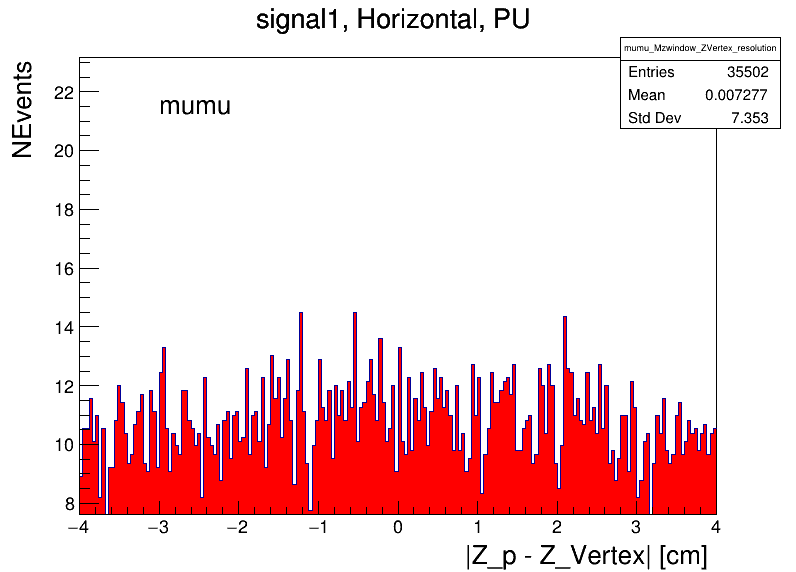 signal1, Horizontal, PU
mumu_Mzwindow_ZVertex_resolution
Entries 35502
Mean 0.007277
Std Dev 7.353
NEvents
mumu
22
20
18
16
14
12
10
8
−4 −3 −2 −1 0 1 2 3 4
|Z_p - Z_Vertex| [cm]